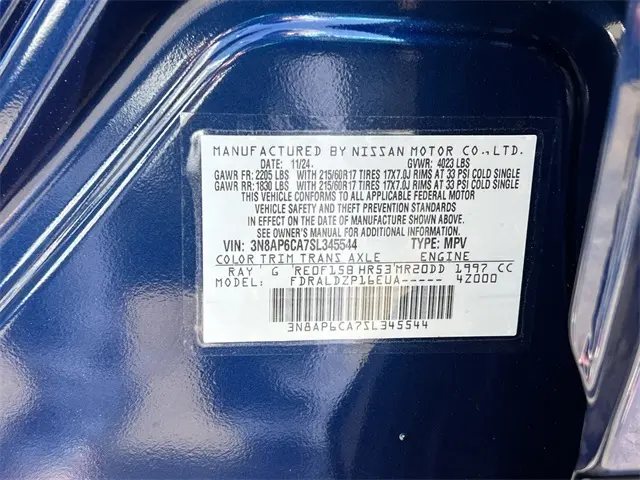 MANUFACTURED BY NISSAN MOTOR CO.,LTD.
DATE: 11/24 GVWR: 4023 LBS
GAWR FR: 2205 LBS WITH 215/60R17 TIRES 17X7.0J RIMS AT 33 PSI COLD SINGLE
GAWR RR: 1830 LBS WITH 215/60R17 TIRES 17X7.0J RIMS AT 33 PSI COLD SINGLE
THIS VEHICLE CONFORMS TO ALL APPLICABLE FEDERAL MOTOR
VEHICLE SAFETY AND THEFT PREVENTION STANDARDS
IN EFFECT ON THE DATE OF MANUFACTURE SHOWN ABOVE.
SEE OWNER'S MANUAL FOR ADDITIONAL INFORMATION
VIN: 3N8AP6CA7SL345544 TYPE: MPV
COLOR TRIM TRANS AXLE ENGINE
RAY G RE0F15B HR53 MR20DD 1997 CC
MODEL: FDRALDZP16EUA----- 4Z000
3N8AP6CA7SL345544